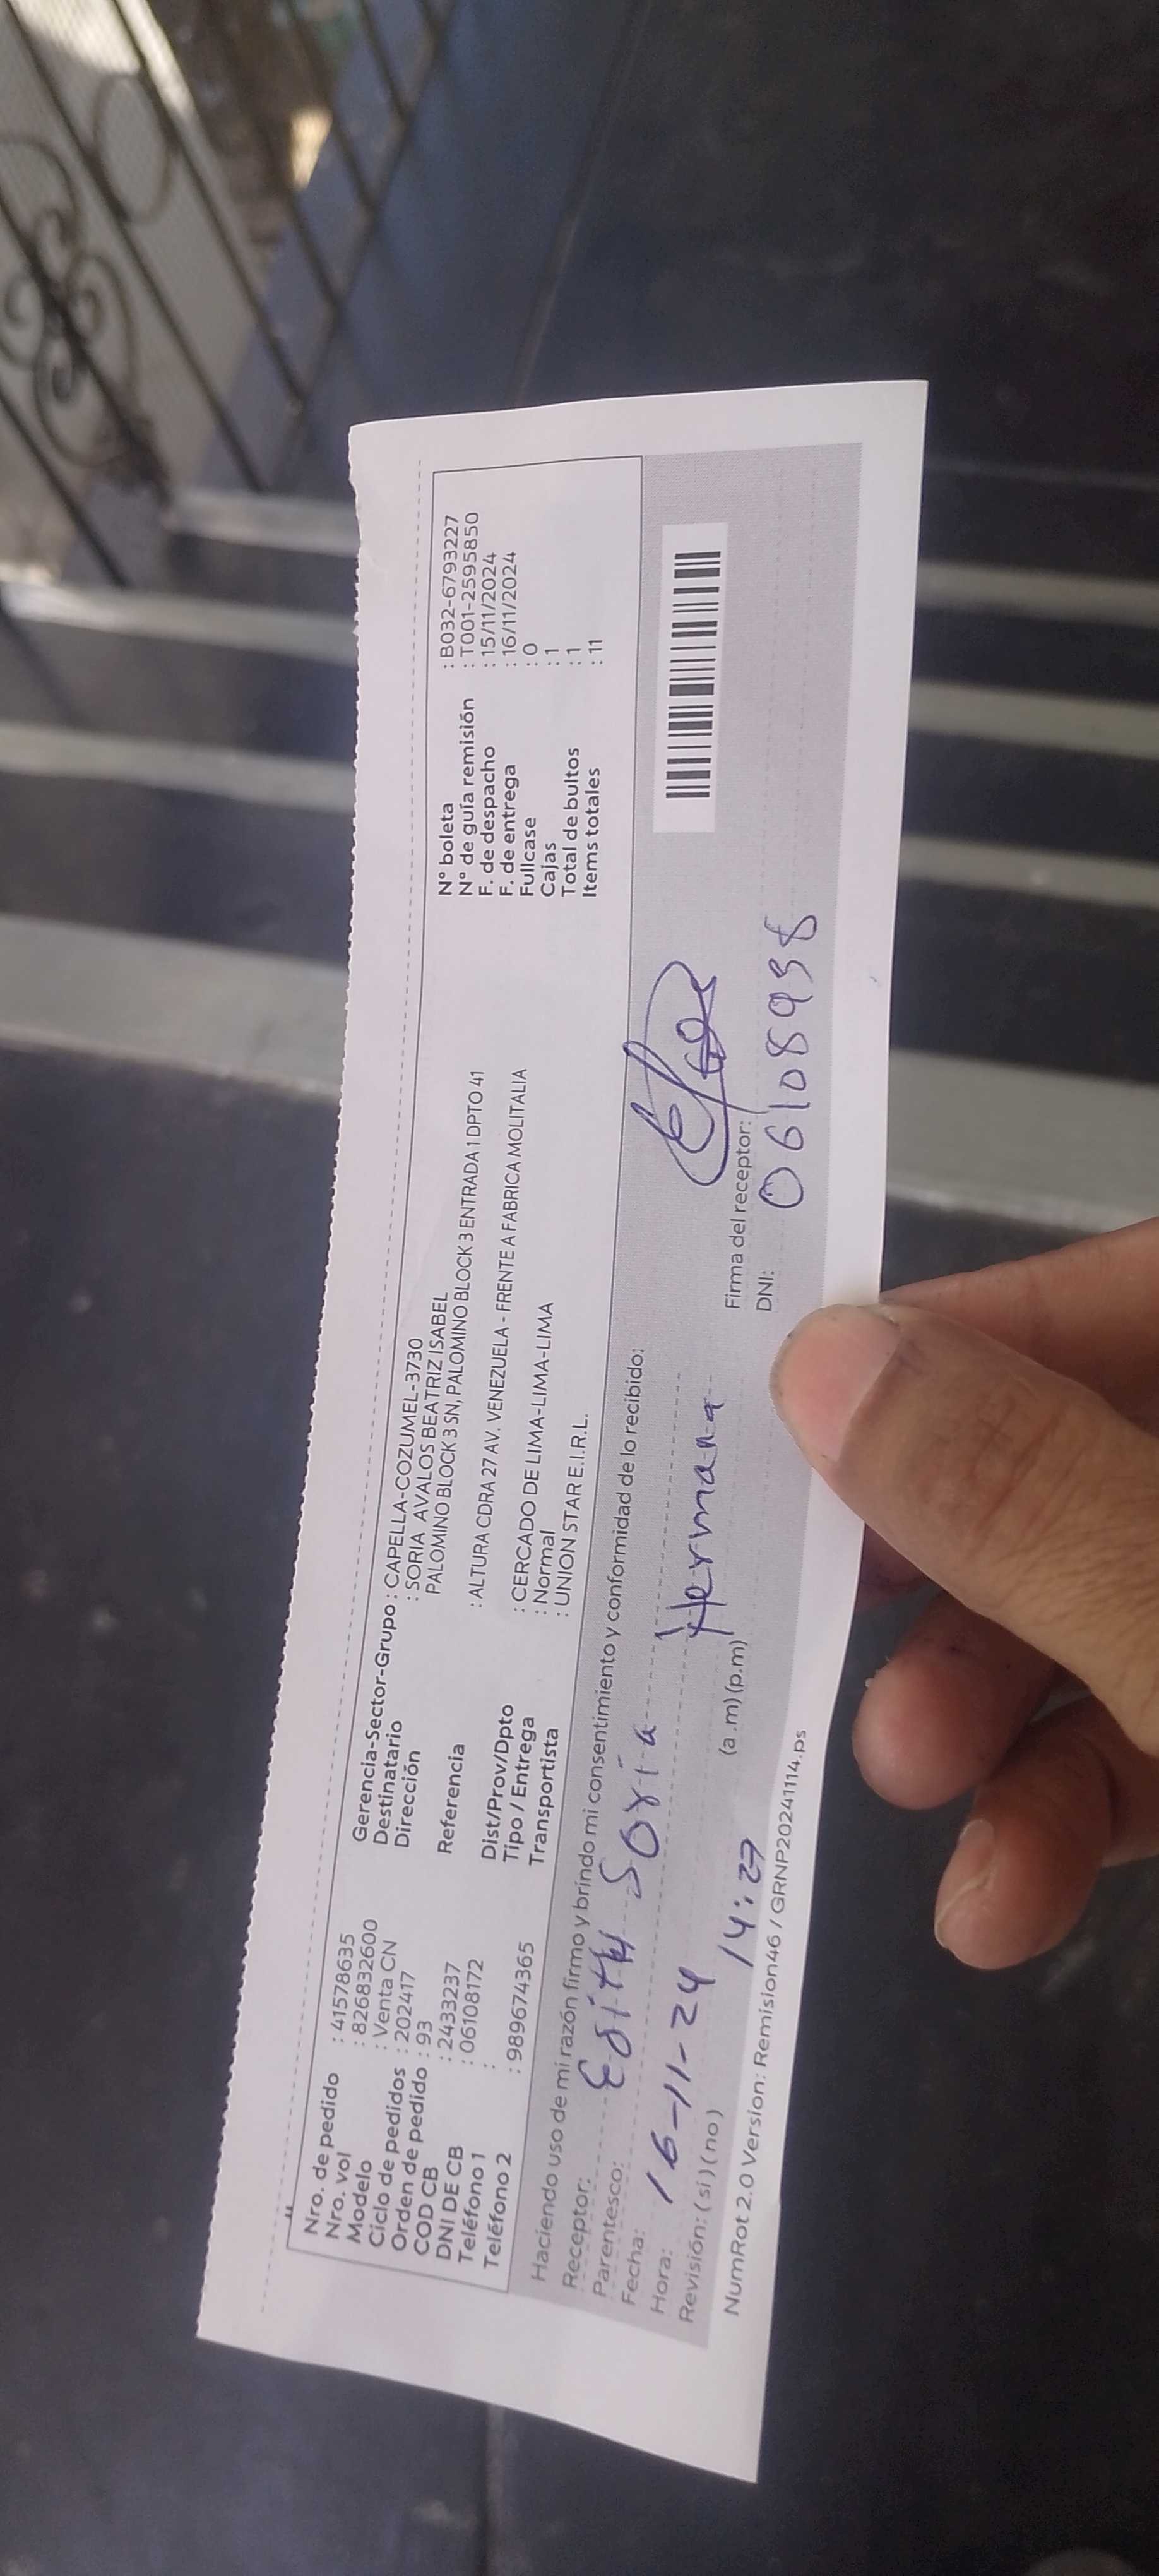 Nro. de pedido : 41578635
Nro. vol : 826832600
Modelo : Venta CN
Ciclo de pedidos : 202417
Orden de pedido : 93
COD CB : 2433237
DNI DE CB : 06108172
Teléfono 1 :
Teléfono 2 : 989674365
Gerencia-Sector-Grupo : CAPELLA-COZUMEL-3730
Destinatario : SORIA AVALOS BEATRIZ ISABEL
Dirección PALOMINO BLOCK 3 SN, PALOMINO BLOCK 3 ENTRADA 1 DPTO 41
Referencia : ALTURA CDRA 27 AV. VENEZUELA - FRENTE A FABRICA MOLITALIA
Dist/Prov/Dpto : CERCADO DE LIMA-LIMA-LIMA
Tipo / Entrega : Normal
Transportista : UNION STAR E.I.R.L.
N° boleta : B032-6793227
N° de guía remisión : T001-2595850
F. de despacho : 15/11/2024
F. de entrega : 16/11/2024
Fullcase : 0
Cajas : 1
Total de bultos : 1
Items totales : 11
Haciendo uso de mi razón firmo y brindo mi consentimiento y conformidad de lo recibido:
Receptor: Edith Soria
Parentesco: Hermana
Fecha: 16-11-24
Hora: 14:27 (a.m) (p.m)
Revisión: (si) (no)
Firma del receptor:
DNI: 06108998
NumRot 2.0 Version: Remision46 / GRNP20241114.ps